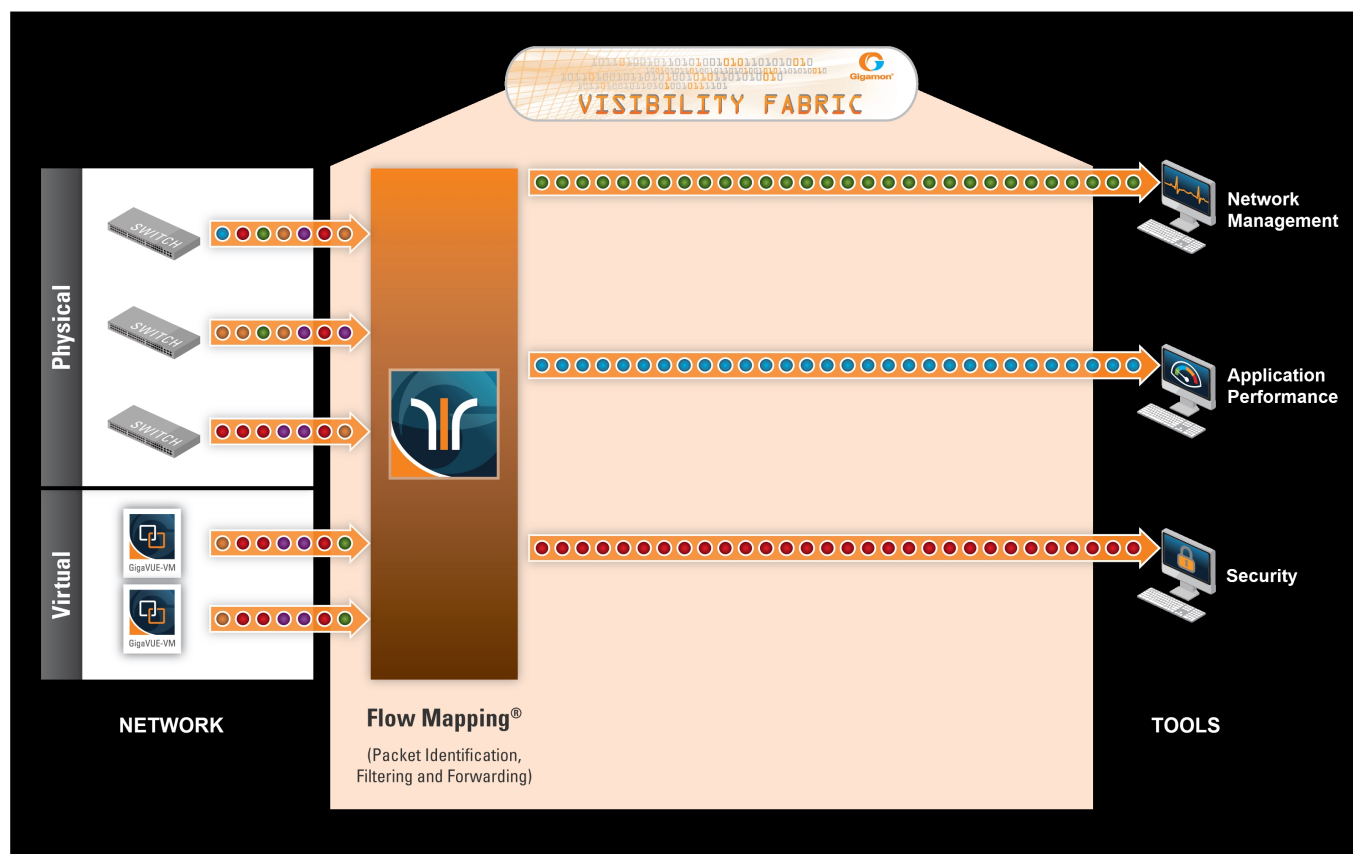 Gigamon®
VISIBILITY FABRIC
Physical
SWITCH
SWITCH
SWITCH
Virtual
GigaVUE-VM
GigaVUE-VM
NETWORK
Flow Mapping®
(Packet Identification,
Filtering and Forwarding)
Network
Management
Application
Performance
Security
TOOLS